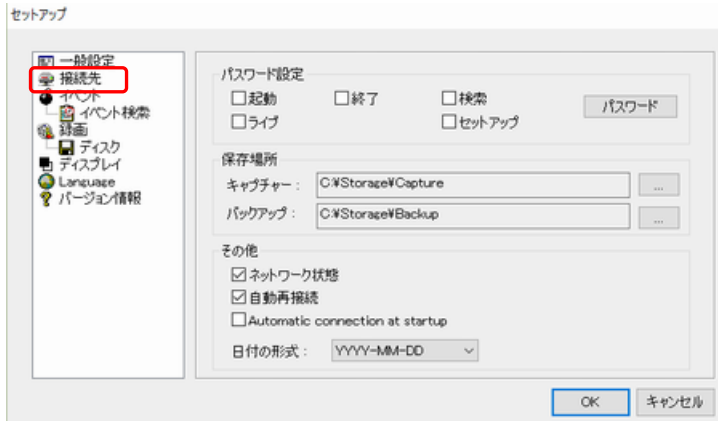 セットアップ
一般設定
接続先
イベント
イベント検索
録画
ディスク
ディスプレイ
Language
バージョン情報
パスワード設定
起動
終了
検索
ライブ
セットアップ
パスワード
保存場所
キャプチャー：
C:¥Storage¥Capture
...
バックアップ：
C:¥Storage¥Backup
...
その他
ネットワーク状態
自動再接続
Automatic connection at startup
日付の形式：
YYYY-MM-DD
OK
キャンセル